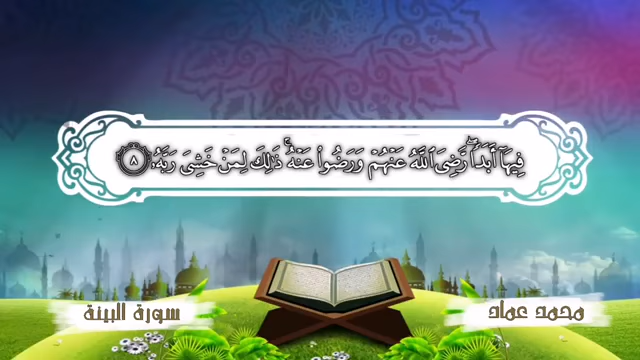 فِيهَآ أَبَدٗاۖ رَّضِيَ ٱللَّهُ عَنۡهُمۡ وَرَضُواْ عَنۡهُۚ ذَٰلِكَ لِمَنۡ خَشِيَ رَبَّهُۥ ٨
محمد عماد
سورة البينة